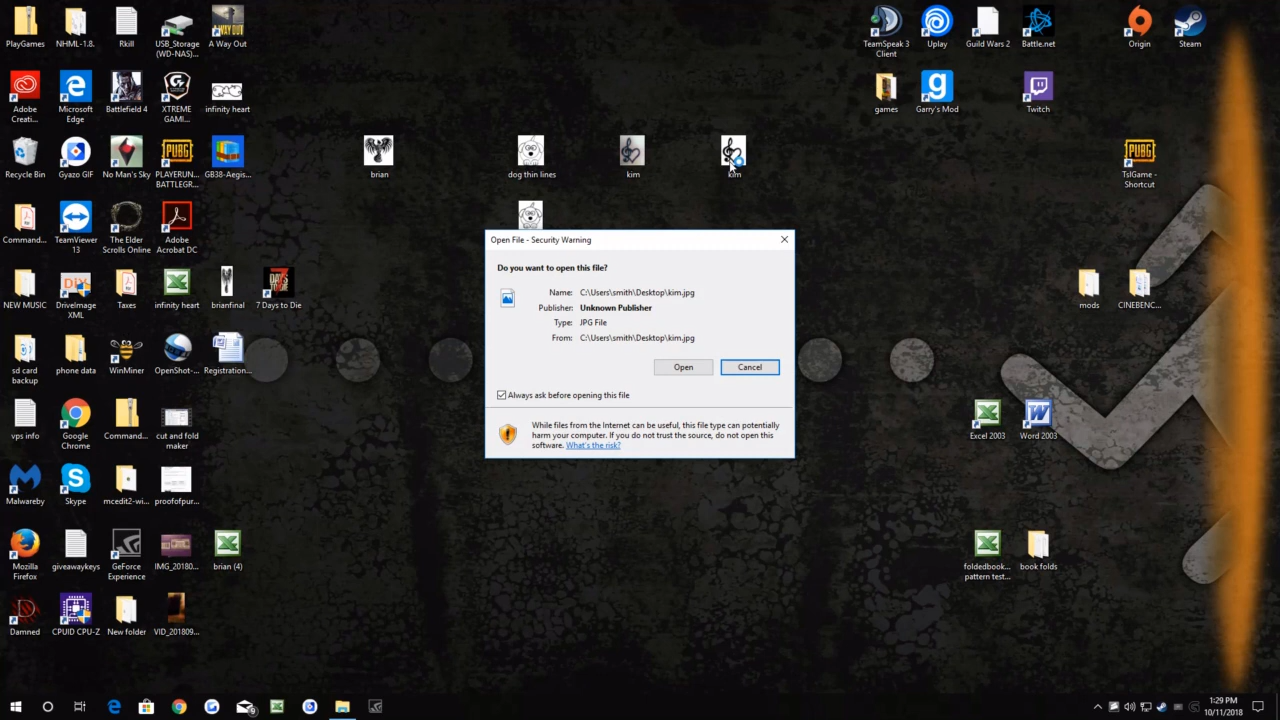 PlayGames
NHML-1.8.
Rkill
USB_Storage
(WD-NAS)...
A Way Out
TeamSpeak 3
Client
Uplay
Guild Wars 2
Battle.net
Origin
Steam
Adobe
Creati...
Microsoft
Edge
Battlefield 4
XTREME
GAMI...
infinity heart
games
Garry's Mod
Twitch
Recycle Bin
Gyazo GIF
No Man's Sky
PLAYERUN...
BATTLEGR...
GB38-Aegis...
brian
dog thin lines
kim
kim
PUBG
TslGame -
Shortcut
Command...
TeamViewer
13
The Elder
Scrolls Online
Adobe
Acrobat DC
NEW MUSIC
DriveImage
XML
Taxes
infinity heart
brianfinal
7 Days to Die
mods
CINEBENC...
Open File - Security Warning
Do you want to open this file?
Name: C:\Users\smith\Desktop\kim.jpg
Publisher: Unknown Publisher
Type: JPG File
From: C:\Users\smith\Desktop\kim.jpg
Open
Cancel
Always ask before opening this file
While files from the Internet can be useful, this file type can potentially
harm your computer. If you do not trust the source, do not open this
software. What's the risk?
sd card
backup
phone data
WinMiner
OpenShot-...
Registration...
vps info
Google
Chrome
Command...
cut and fold
maker
Excel 2003
Word 2003
Malwareby...
Skype
mcedit2-wi...
proofofpur...
Mozilla
Firefox
giveawaykeys
GeForce
Experience
IMG_20180...
brian (4)
foldedbook...
pattern test...
book folds
Damned
CPUID CPU-Z
New folder
VID_201809...
1:29 PM
10/11/2018